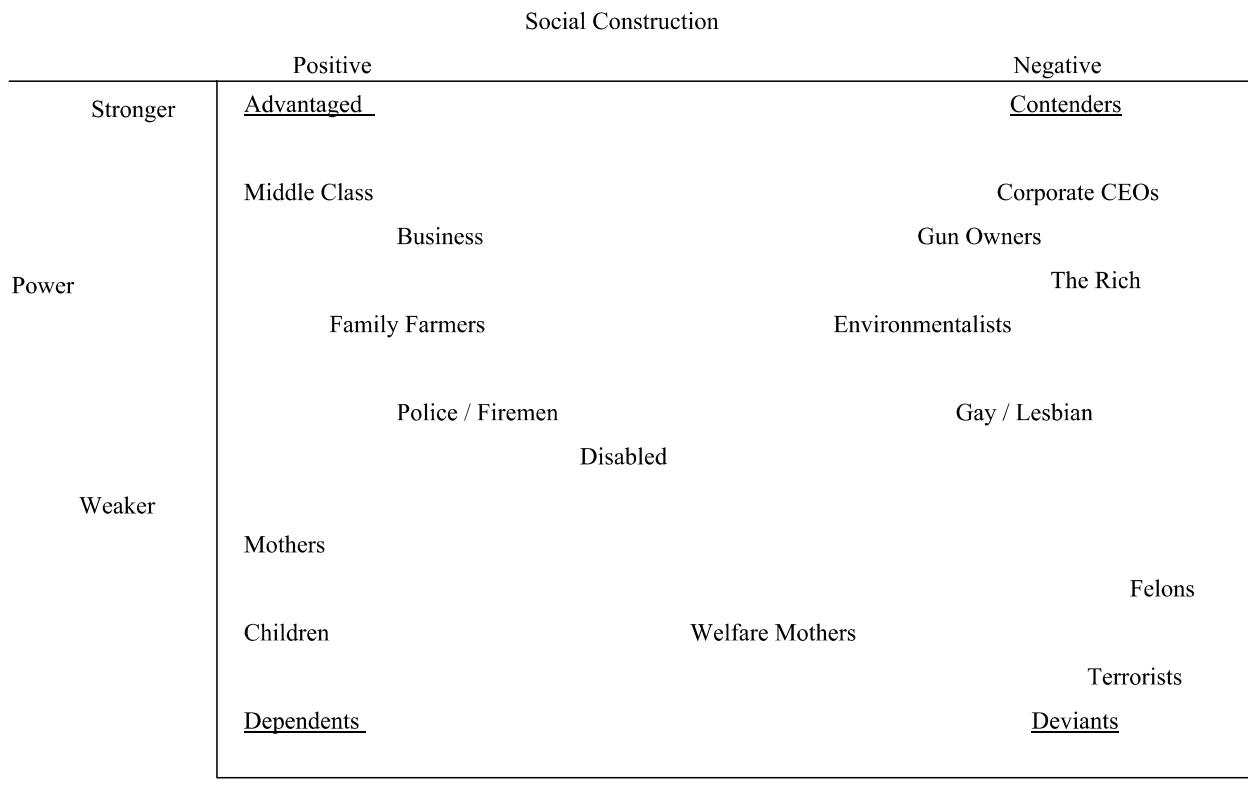 Social Construction
Positive Negative
Stronger Advantaged Contenders
Middle Class Corporate CEOs
Business Gun Owners
Power The Rich
Family Farmers Environmentalists
Police / Firemen Gay / Lesbian
Disabled
Weaker
Mothers
Felons
Children Welfare Mothers
Terrorists
Dependents Deviants